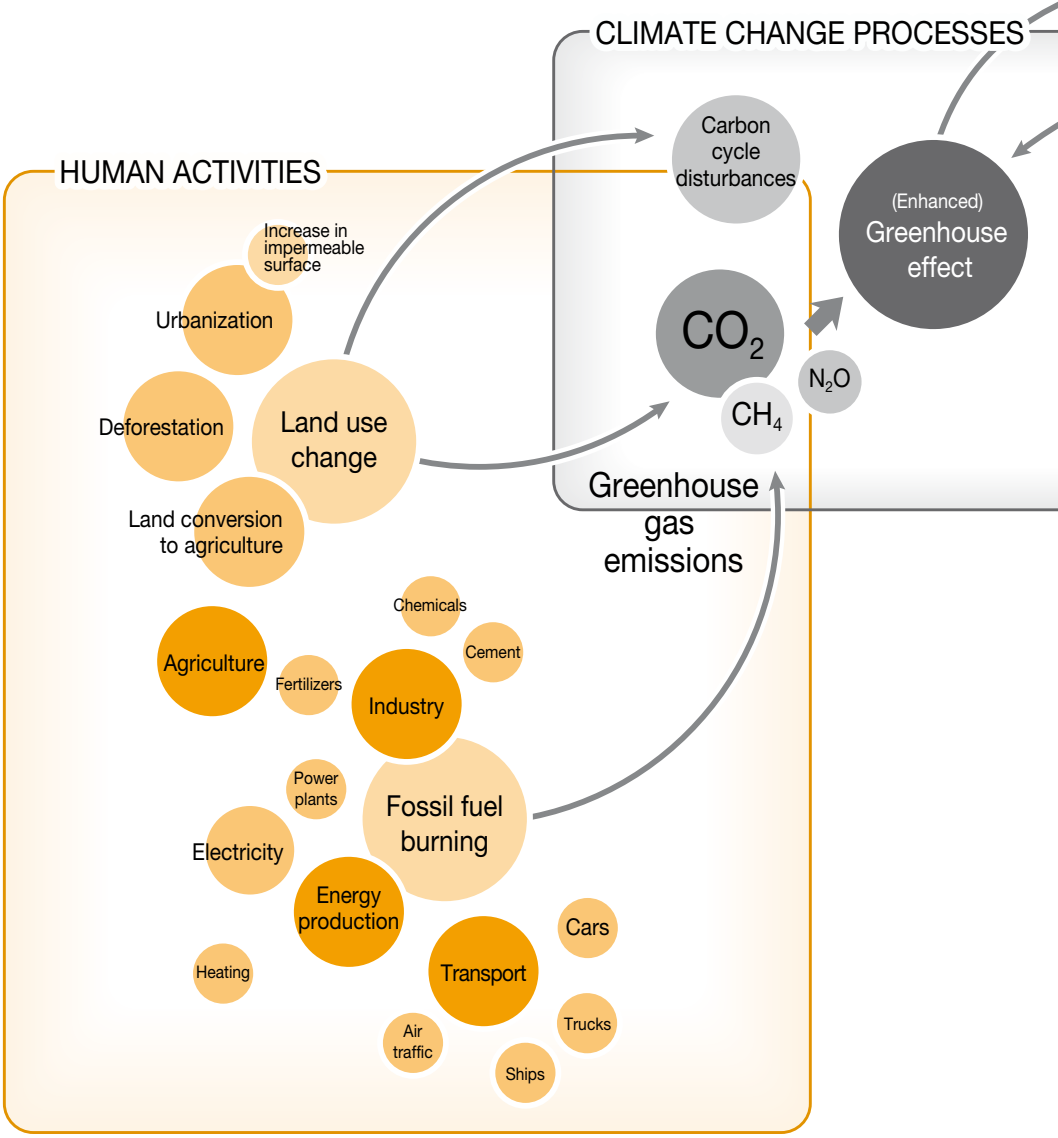 CLIMATE CHANGE PROCESSES
Carbon
cycle
disturbances
(Enhanced)
Greenhouse
effect
CO₂
CH₄
N₂O
Greenhouse
gas
emissions
HUMAN ACTIVITIES
Increase in
impermeable
surface
Urbanization
Deforestation
Land use
change
Land conversion
to agriculture
Chemicals
Cement
Agriculture
Fertilizers
Industry
Power
plants
Fossil fuel
burning
Electricity
Energy
production
Heating
Transport
Cars
Trucks
Air
traffic
Ships